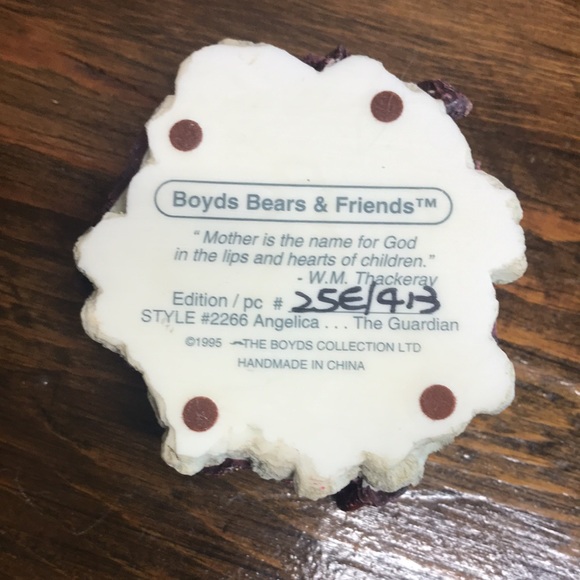 Boyds Bears & Friends™
" Mother is the name for God
in the lips and hearts of children."
- W.M. Thackeray
Edition / pc # 25E/413
STYLE #2266 Angelica . . . The Guardian
©1995 THE BOYDS COLLECTION LTD
HANDMADE IN CHINA